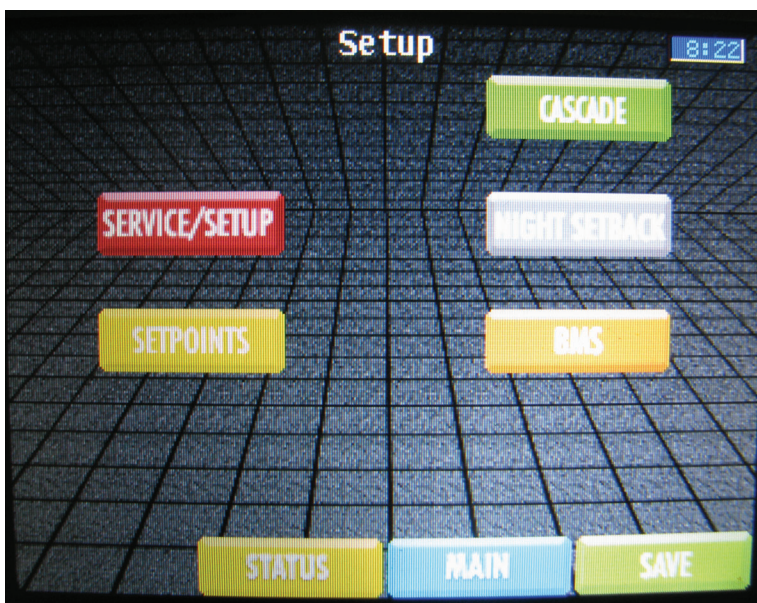 Setup
8:22
CASCADE
SERVICE/SETUP
NIGHT SETBACK
SETPOINTS
BMS
STATUS
MAIN
SAVE